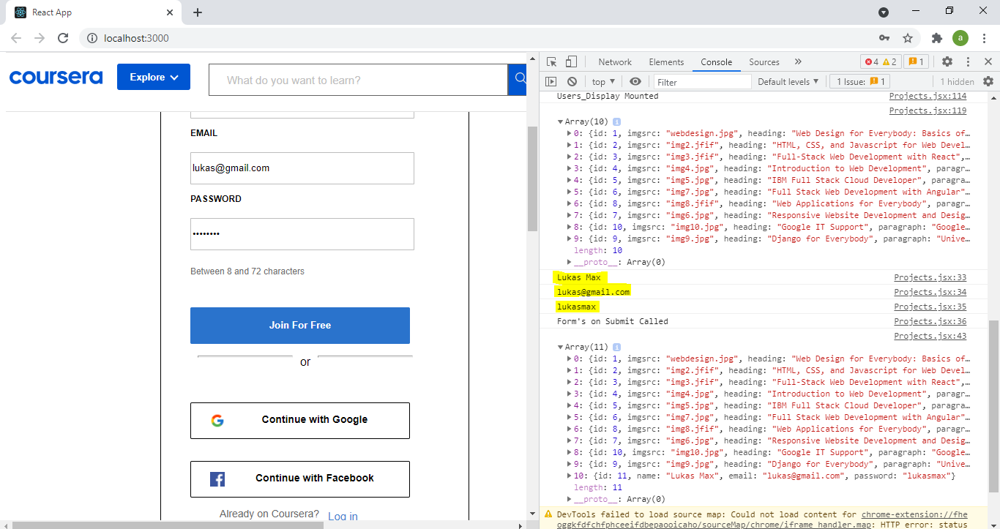 React App
localhost:3000
a
coursera
Explore
What do you want to learn?
EMAIL
lukas@gmail.com
PASSWORD
••••••••
Between 8 and 72 characters
Join For Free
or
Continue with Google
Continue with Facebook
Already on Coursera? Log in
Network Elements Console Sources » 4 2 1
top ▼ Filter Default levels ▼ 1 Issue: 1 1 hidden
Users_Display Mounted Projects.jsx:114
Projects.jsx:119
▼Array(10) i
▶0: {id: 1, imgsrc: "webdesign.jpg", heading: "Web Design for Everybody: Basics of…
▶1: {id: 2, imgsrc: "img2.jfif", heading: "HTML, CSS, and Javascript for Web Devel…
▶2: {id: 3, imgsrc: "img3.jfif", heading: "Full-Stack Web Development with React",…
▶3: {id: 4, imgsrc: "img4.jpg", heading: "Introduction to Web Development", paragr…
▶4: {id: 5, imgsrc: "img5.jpg", heading: "IBM Full Stack Cloud Developer", paragra…
▶5: {id: 6, imgsrc: "img7.jpg", heading: "Full Stack Web Development with Angular"…
▶6: {id: 8, imgsrc: "img8.jfif", heading: "Web Applications for Everybody", paragr…
▶7: {id: 7, imgsrc: "img6.jpg", heading: "Responsive Website Development and Desig…
▶8: {id: 10, imgsrc: "img10.jpg", heading: "Google IT Support", paragraph: "Google…
▶9: {id: 9, imgsrc: "img9.jpg", heading: "Django for Everybody", paragraph: "Unive…
length: 10
▶__proto__: Array(0)
Lukas Max Projects.jsx:33
lukas@gmail.com Projects.jsx:34
lukasmax Projects.jsx:35
Form's on Submit Called Projects.jsx:36
Projects.jsx:43
▼Array(11) i
▶0: {id: 1, imgsrc: "webdesign.jpg", heading: "Web Design for Everybody: Basics of…
▶1: {id: 2, imgsrc: "img2.jfif", heading: "HTML, CSS, and Javascript for Web Devel…
▶2: {id: 3, imgsrc: "img3.jfif", heading: "Full-Stack Web Development with React",…
▶3: {id: 4, imgsrc: "img4.jpg", heading: "Introduction to Web Development", paragr…
▶4: {id: 5, imgsrc: "img5.jpg", heading: "IBM Full Stack Cloud Developer", paragra…
▶5: {id: 6, imgsrc: "img7.jpg", heading: "Full Stack Web Development with Angular"…
▶6: {id: 8, imgsrc: "img8.jfif", heading: "Web Applications for Everybody", paragr…
▶7: {id: 7, imgsrc: "img6.jpg", heading: "Responsive Website Development and Desig…
▶8: {id: 10, imgsrc: "img10.jpg", heading: "Google IT Support", paragraph: "Google…
▶9: {id: 9, imgsrc: "img9.jpg", heading: "Django for Everybody", paragraph: "Unive…
▶10: {id: 11, name: "Lukas Max", email: "lukas@gmail.com", password: "lukasmax"}
length: 11
▶__proto__: Array(0)
DevTools failed to load source map: Could not load content for chrome-extension://fhe
oggkfdfchfphceeifdbepaooicaho/sourceMap/chrome/iframe_handler.map: HTTP error: status